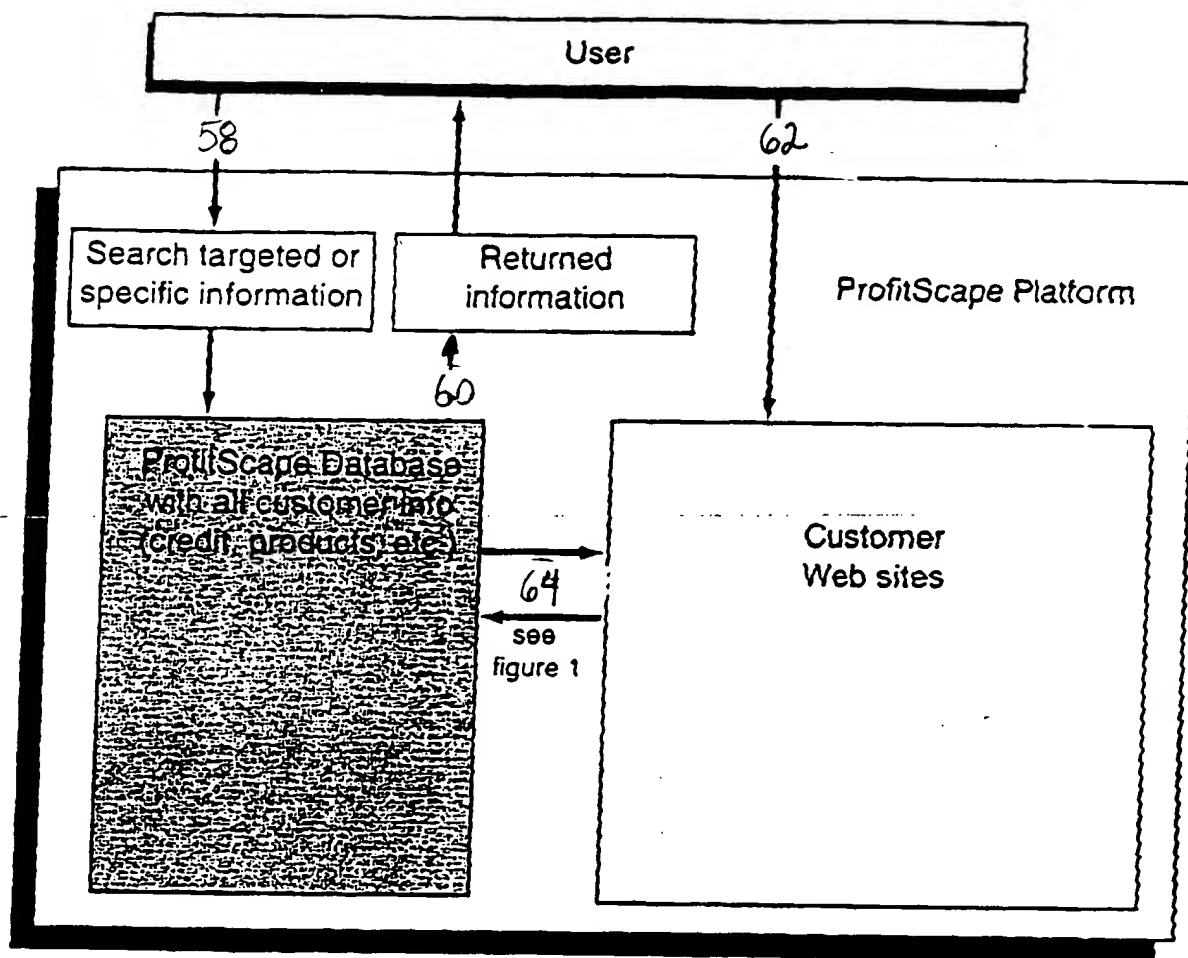 User
58
62
Search targeted or
specific information
Returned
information
ProfitScape Platform
60
ProfitScape Database
with all customer info
(credit, products, etc.)
Customer
Web sites
64
see
figure 1